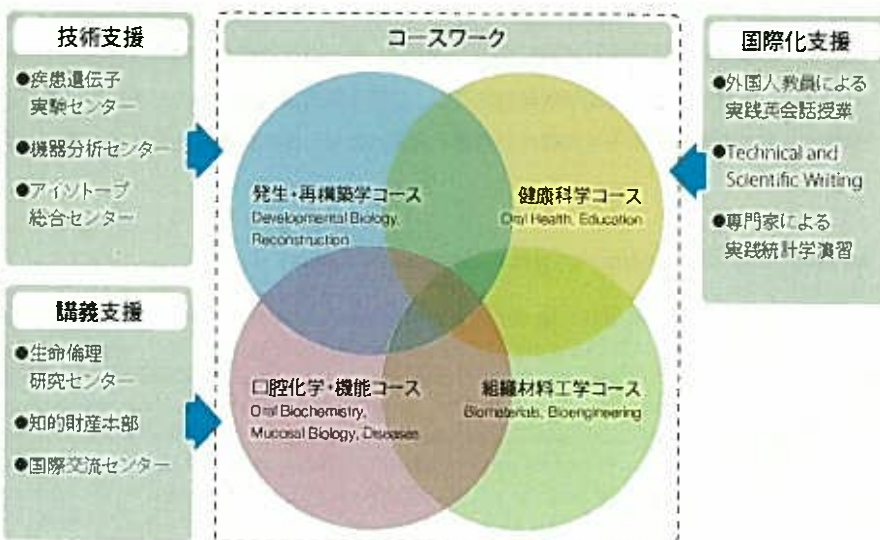 技術支援
●疾患遺伝子
実験センター
●機器分析センター
●アイソトープ
総合センター
講義支援
●生命倫理
研究センター
●知的財産本部
●国際交流センター
コースワーク
発生・再構築学コース
Developmental Biology,
Reconstruction
健康科学コース
Oral Health, Education
口腔化学・機能コース
Oral Biochemistry,
Mucosal Biology, Diseases
組織材料工学コース
Biomaterials, Bioengineering
国際化支援
●外国人教員による
実践英会話授業
●Technical and
Scientific Writing
●専門家による
実践統計学演習